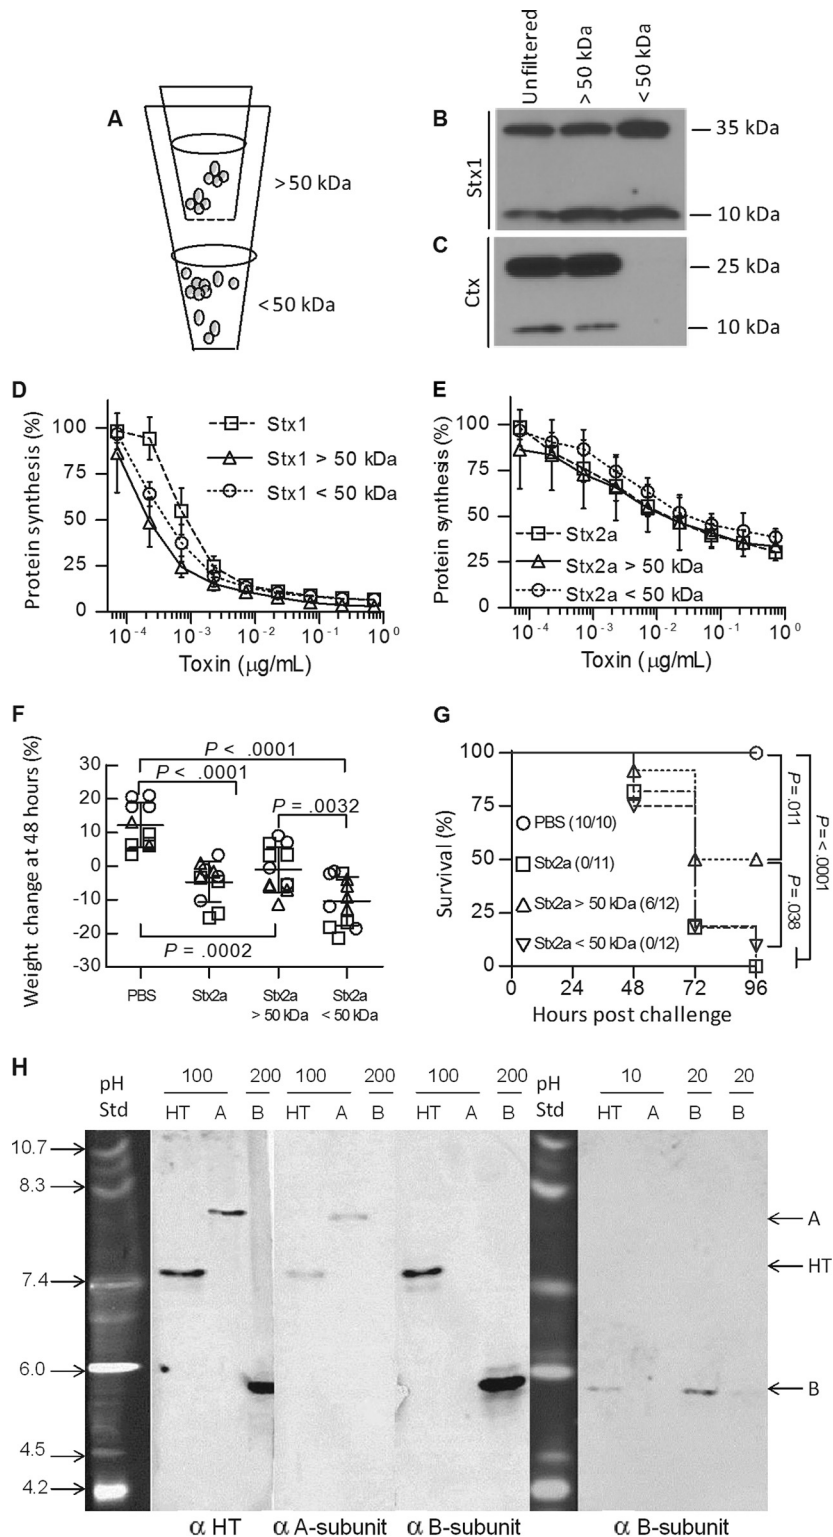 A
> 50 kDa
< 50 kDa
Unfiltered
> 50 kDa
< 50 kDa
B
Stx1
35 kDa
10 kDa
C
Ctx
25 kDa
10 kDa
D
Protein synthesis (%)
100
75
50
25
0
Stx1
Stx1 > 50 kDa
Stx1 < 50 kDa
10⁻⁴ 10⁻³ 10⁻² 10⁻¹ 10⁰
Toxin (µg/mL)
E
Protein synthesis (%)
100
75
50
25
0
Stx2a
Stx2a > 50 kDa
Stx2a < 50 kDa
10⁻⁴ 10⁻³ 10⁻² 10⁻¹ 10⁰
Toxin (µg/mL)
F
Weight change at 48 hours (%)
30
20
10
0
-10
-20
-30
P < .0001
P < .0001
P = .0032
P = .0002
PBS Stx2a Stx2a Stx2a
> 50 kDa < 50 kDa
G
Survival (%)
100
75
50
25
0
PBS (10/10)
Stx2a (0/11)
Stx2a > 50 kDa (6/12)
Stx2a < 50 kDa (0/12)
P = .011
P = .038
P = < .0001
0 24 48 72 96
Hours post challenge
H
pH 100 200 100 200 100 200 pH 10 20 20
Std HT A B HT A B HT A B Std HT A B B
10.7
8.3
7.4
6.0
4.5
4.2
A
HT
B
α HT α A-subunit α B-subunit α B-subunit